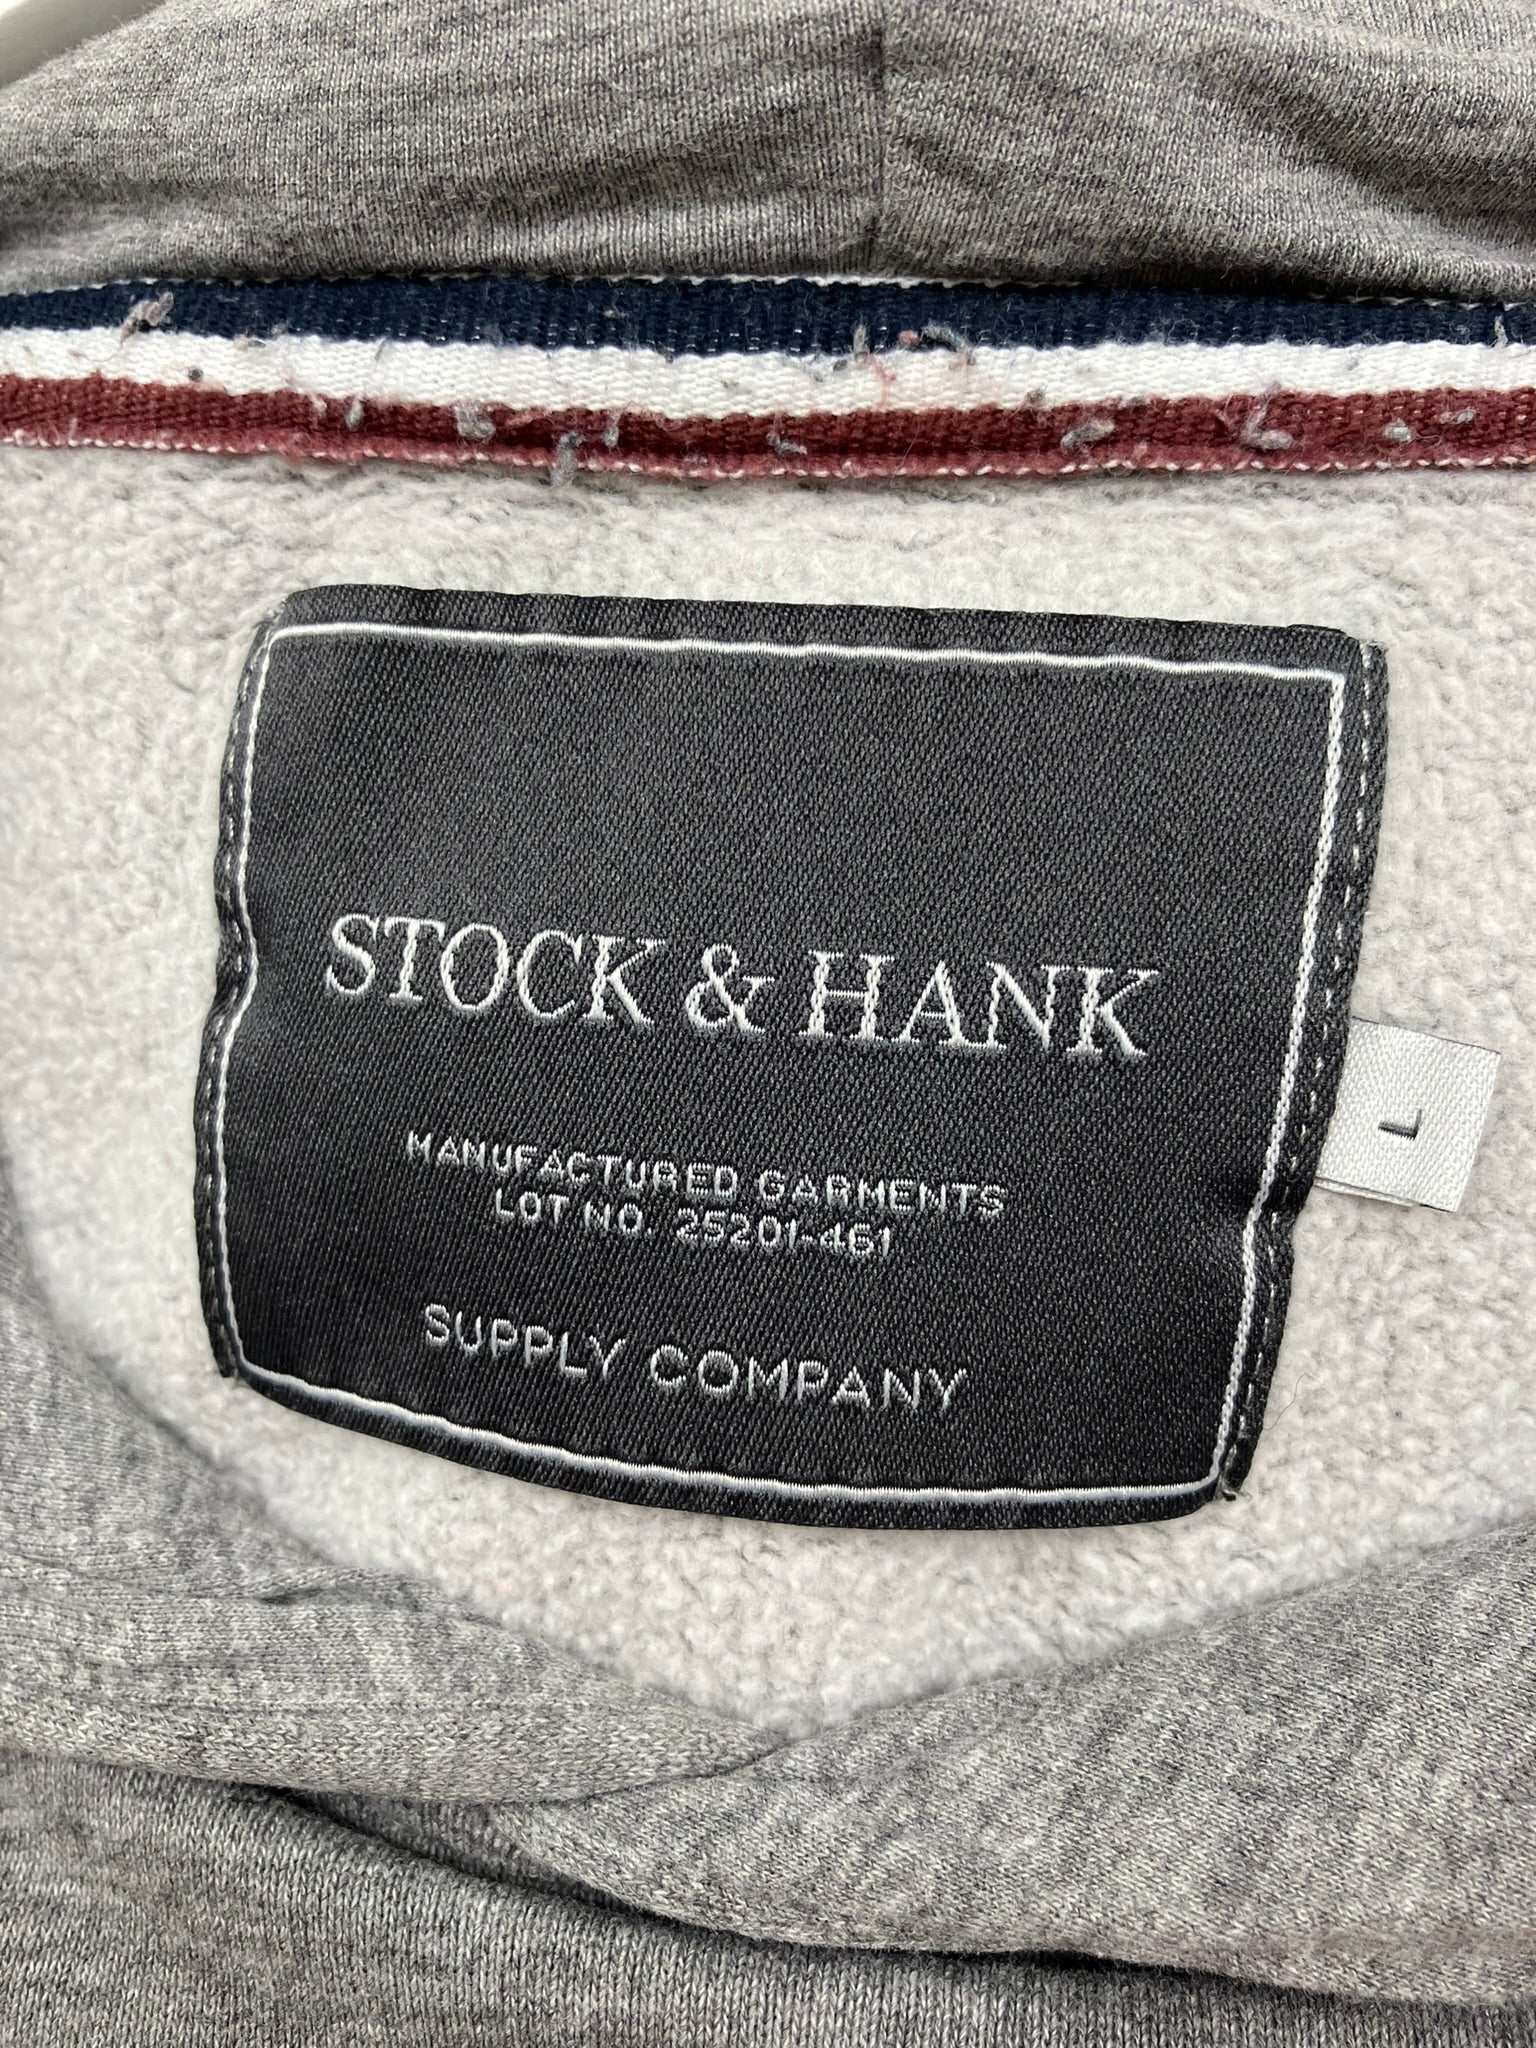 STOCK & HANK
MANUFACTURED GARMENTS
LOT NO. 25201-461
SUPPLY COMPANY
L